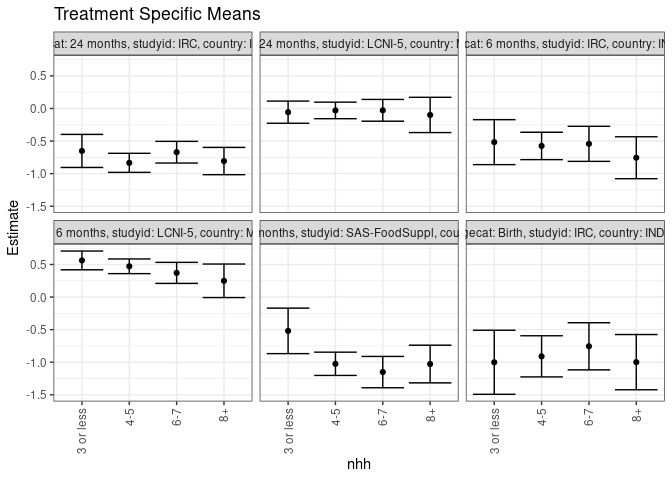 Treatment Specific Means
cat: 24 months, studyid: IRC, country: I
24 months, studyid: LCNI-5, country: M
cat: 6 months, studyid: IRC, country: IN
0.5
0.0
-0.5
-1.0
-1.5
6 months, studyid: LCNI-5, country: M
months, studyid: SAS-FoodSuppl, cou
gecat: Birth, studyid: IRC, country: IND
0.5
0.0
-0.5
-1.0
-1.5
Estimate
3 or less
4-5
6-7
8+
3 or less
4-5
6-7
8+
3 or less
4-5
6-7
8+
nhh